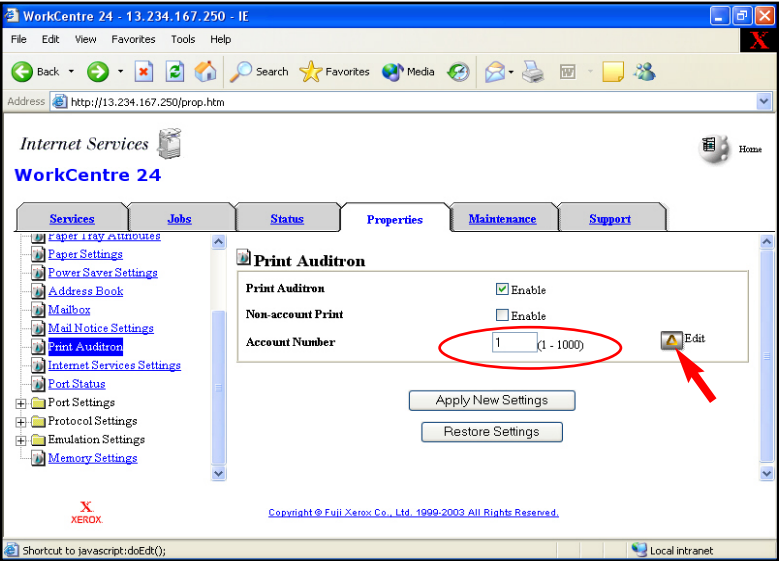 WorkCentre 24 - 13.234.167.250 - IE
File Edit View Favorites Tools Help
X
Back Search Favorites Media W
Address http://13.234.167.250/prop.htm
Internet Services
Home
WorkCentre 24
Services Jobs Status Properties Maintenance Support
Paper Tray Attributes
Paper Settings
Power Saver Settings
Address Book
Mailbox
Mail Notice Settings
Print Auditron
Internet Services Settings
Port Status
Port Settings
Protocol Settings
Emulation Settings
Memory Settings
Print Auditron
Print Auditron Enable
Non-account Print Enable
Account Number 1 (1 - 1000) Edit
Apply New Settings
Restore Settings
X
XEROX.
Copyright © Fuji Xerox Co., Ltd. 1999-2003 All Rights Reserved.
Shortcut to javascript:doEdt();
Local intranet